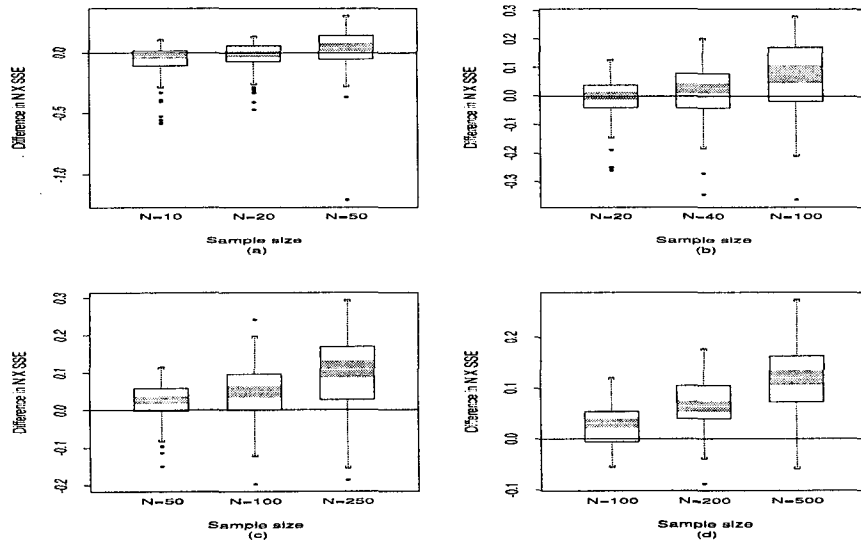 Difference in N X SSE
0.0
-0.5
-1.0
N=10 N=20 N=50
Sample size
(a)
Difference in N X SSE
0.3
0.2
0.1
0.0
-0.1
-0.2
-0.3
N=20 N=40 N=100
Sample size
(b)
Difference in N X SSE
0.3
0.2
0.1
0.0
-0.1
-0.2
N=50 N=100 N=250
Sample size
(c)
Difference in N X SSE
0.2
0.1
0.0
-0.1
N=100 N=200 N=500
Sample size
(d)